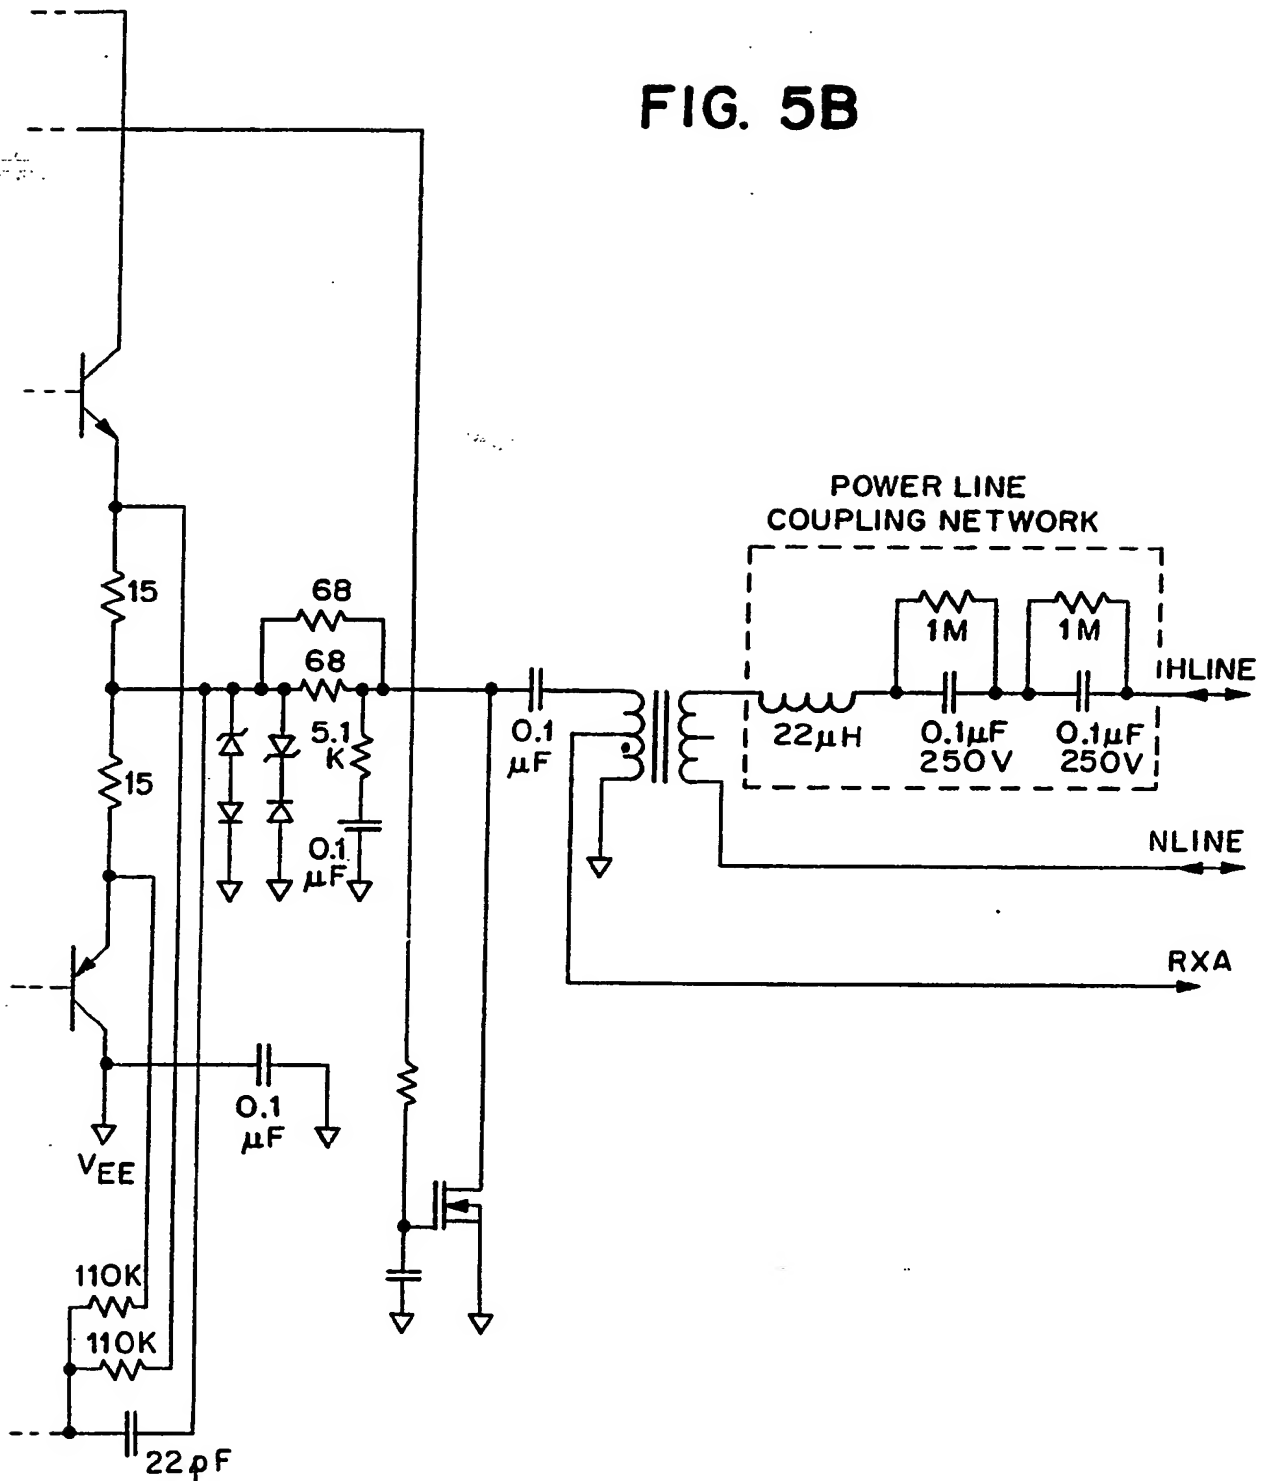 FIG. 5B
POWER LINE
COUPLING NETWORK
15
68
68
1M
1M
HLINE
5.1
K
0.1
μF
22μH
0.1μF
250V
0.1μF
250V
15
0.1
μF
NLINE
RXA
0.1
μF
VEE
110K
110K
22pF